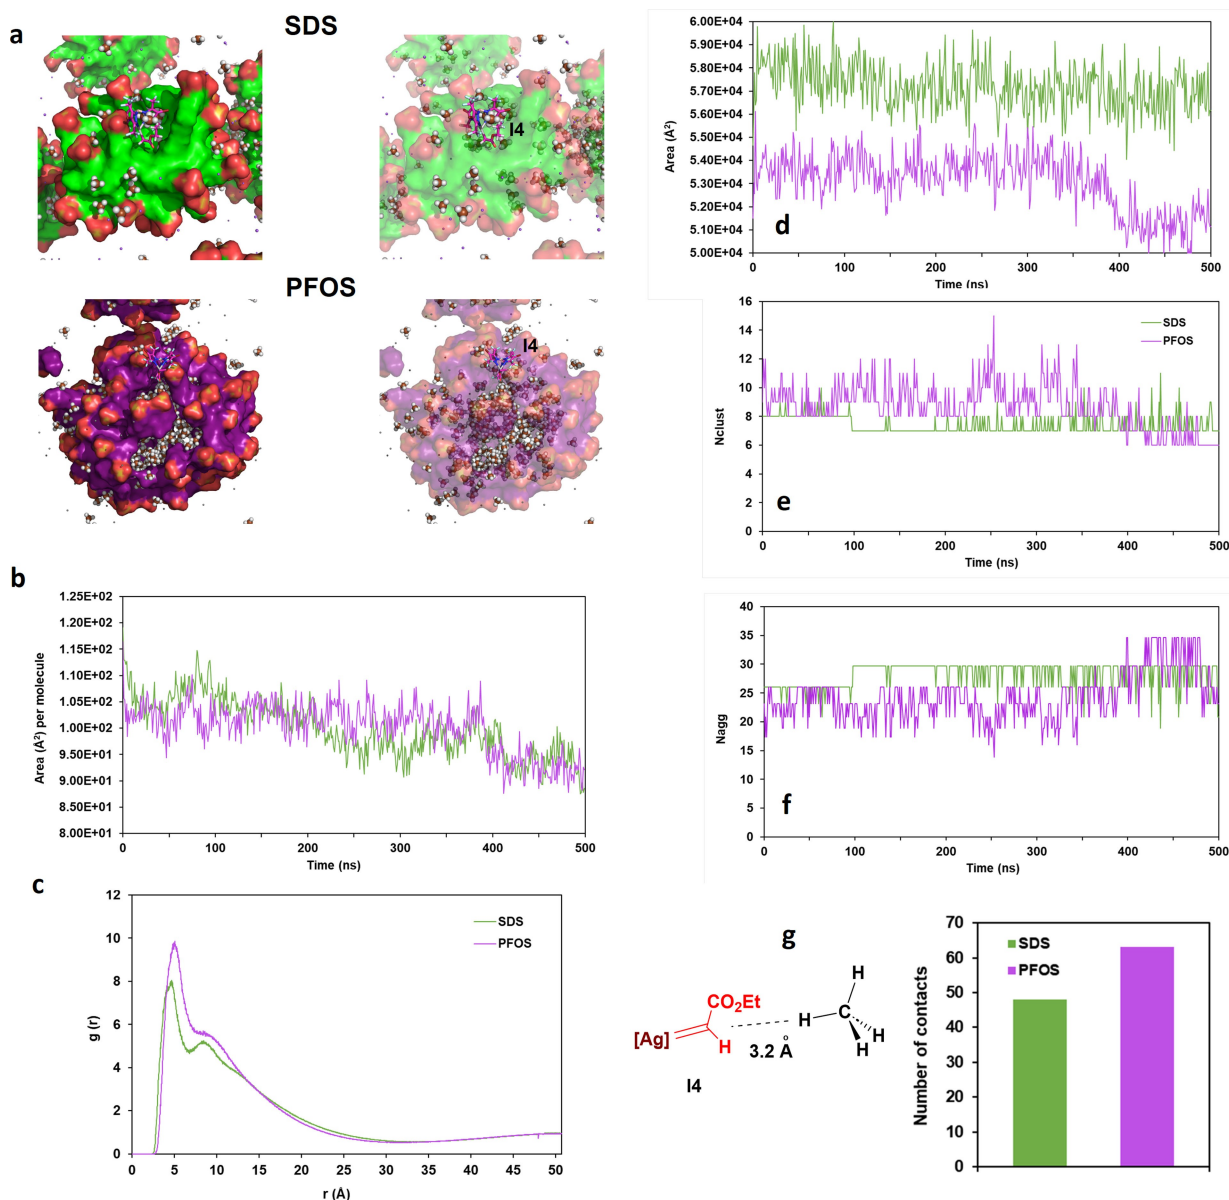 a
SDS
I4
PFOS
I4
b
1.25E+02
1.20E+02
1.15E+02
1.10E+02
1.05E+02
1.00E+02
9.50E+01
9.00E+01
8.50E+01
8.00E+01
Area (Å²) per molecule
0 100 200 300 400 500
Time (ns)
c
12
10
8
6
4
2
0
g (r)
SDS
PFOS
0 5 10 15 20 25 30 35 40 45 50
r (Å)
6.00E+04
5.90E+04
5.80E+04
5.70E+04
5.60E+04
5.50E+04
5.40E+04
5.30E+04
5.20E+04
5.10E+04
5.00E+04
Area (Å²)
d
0 100 200 300 400 500
Time (ns)
16
14
12
10
8
6
4
2
0
Nclust
SDS
PFOS
e
0 100 200 300 400 500
Time (ns)
40
35
30
25
20
15
10
5
0
Nagg
f
0 100 200 300 400 500
Time (ns)
g
CO2Et
[Ag]
H
3.2 Å
H
H
C
H
H
I4
70
60
50
40
30
20
10
0
Number of contacts
SDS
PFOS